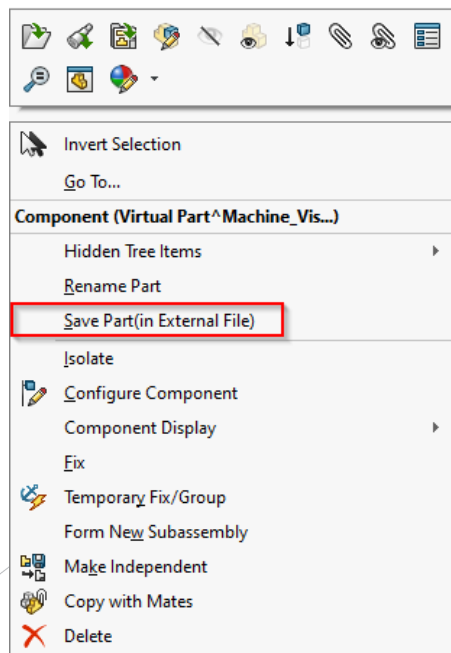 Invert Selection
Go To...
Component (Virtual Part^Machine_Vis...)
Hidden Tree Items
Rename Part
Save Part(in External File)
Isolate
Configure Component
Component Display
Fix
Temporary Fix/Group
Form New Subassembly
Make Independent
Copy with Mates
Delete